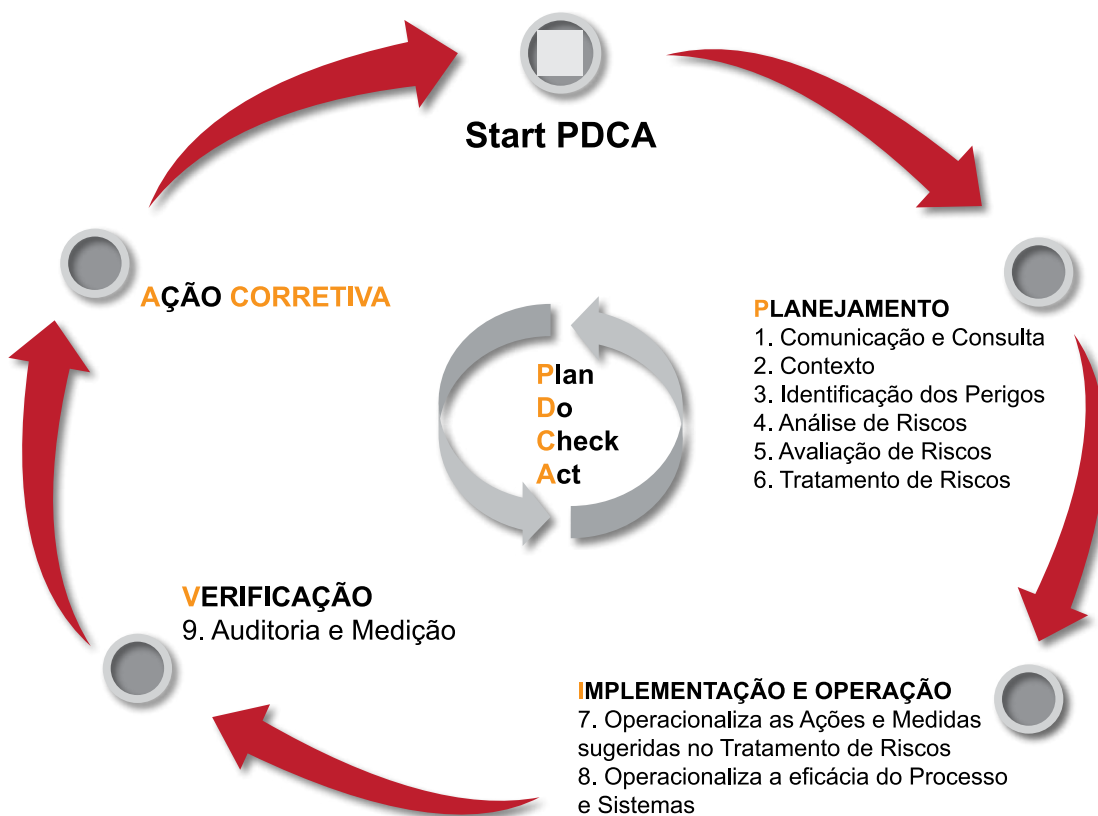 Start PDCA
PLANEJAMENTO
1. Comunicação e Consulta
2. Contexto
3. Identificação dos Perigos
4. Análise de Riscos
5. Avaliação de Riscos
6. Tratamento de Riscos
IMPLEMENTAÇÃO E OPERAÇÃO
7. Operacionaliza as Ações e Medidas
sugeridas no Tratamento de Riscos
8. Operacionaliza a eficácia do Processo
e Sistemas
VERIFICAÇÃO
9. Auditoria e Medição
AÇÃO CORRETIVA
Plan
Do
Check
Act